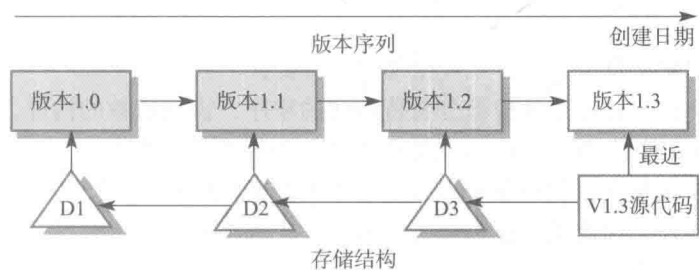 创建日期
版本序列
版本1.0
版本1.1
版本1.2
版本1.3
最近
D1
D2
D3
V1.3源代码
存储结构